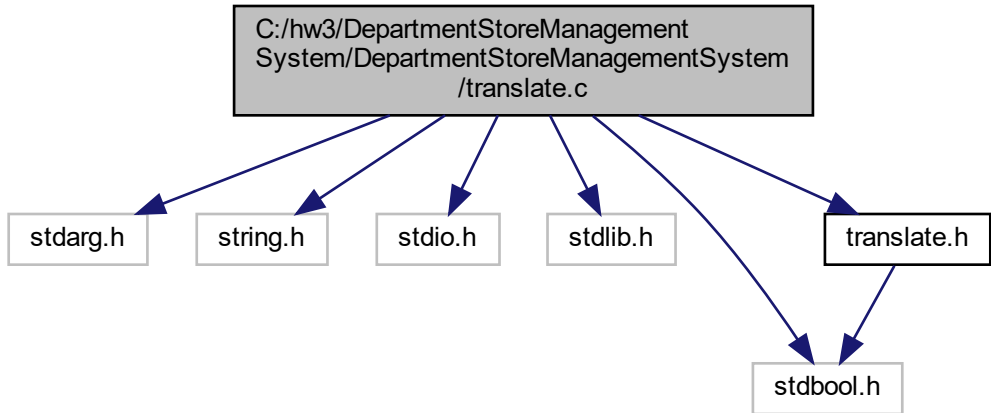 C:/hw3/DepartmentStoreManagement
System/DepartmentStoreManagementSystem
/translate.c
stdarg.h
string.h
stdio.h
stdlib.h
translate.h
stdbool.h